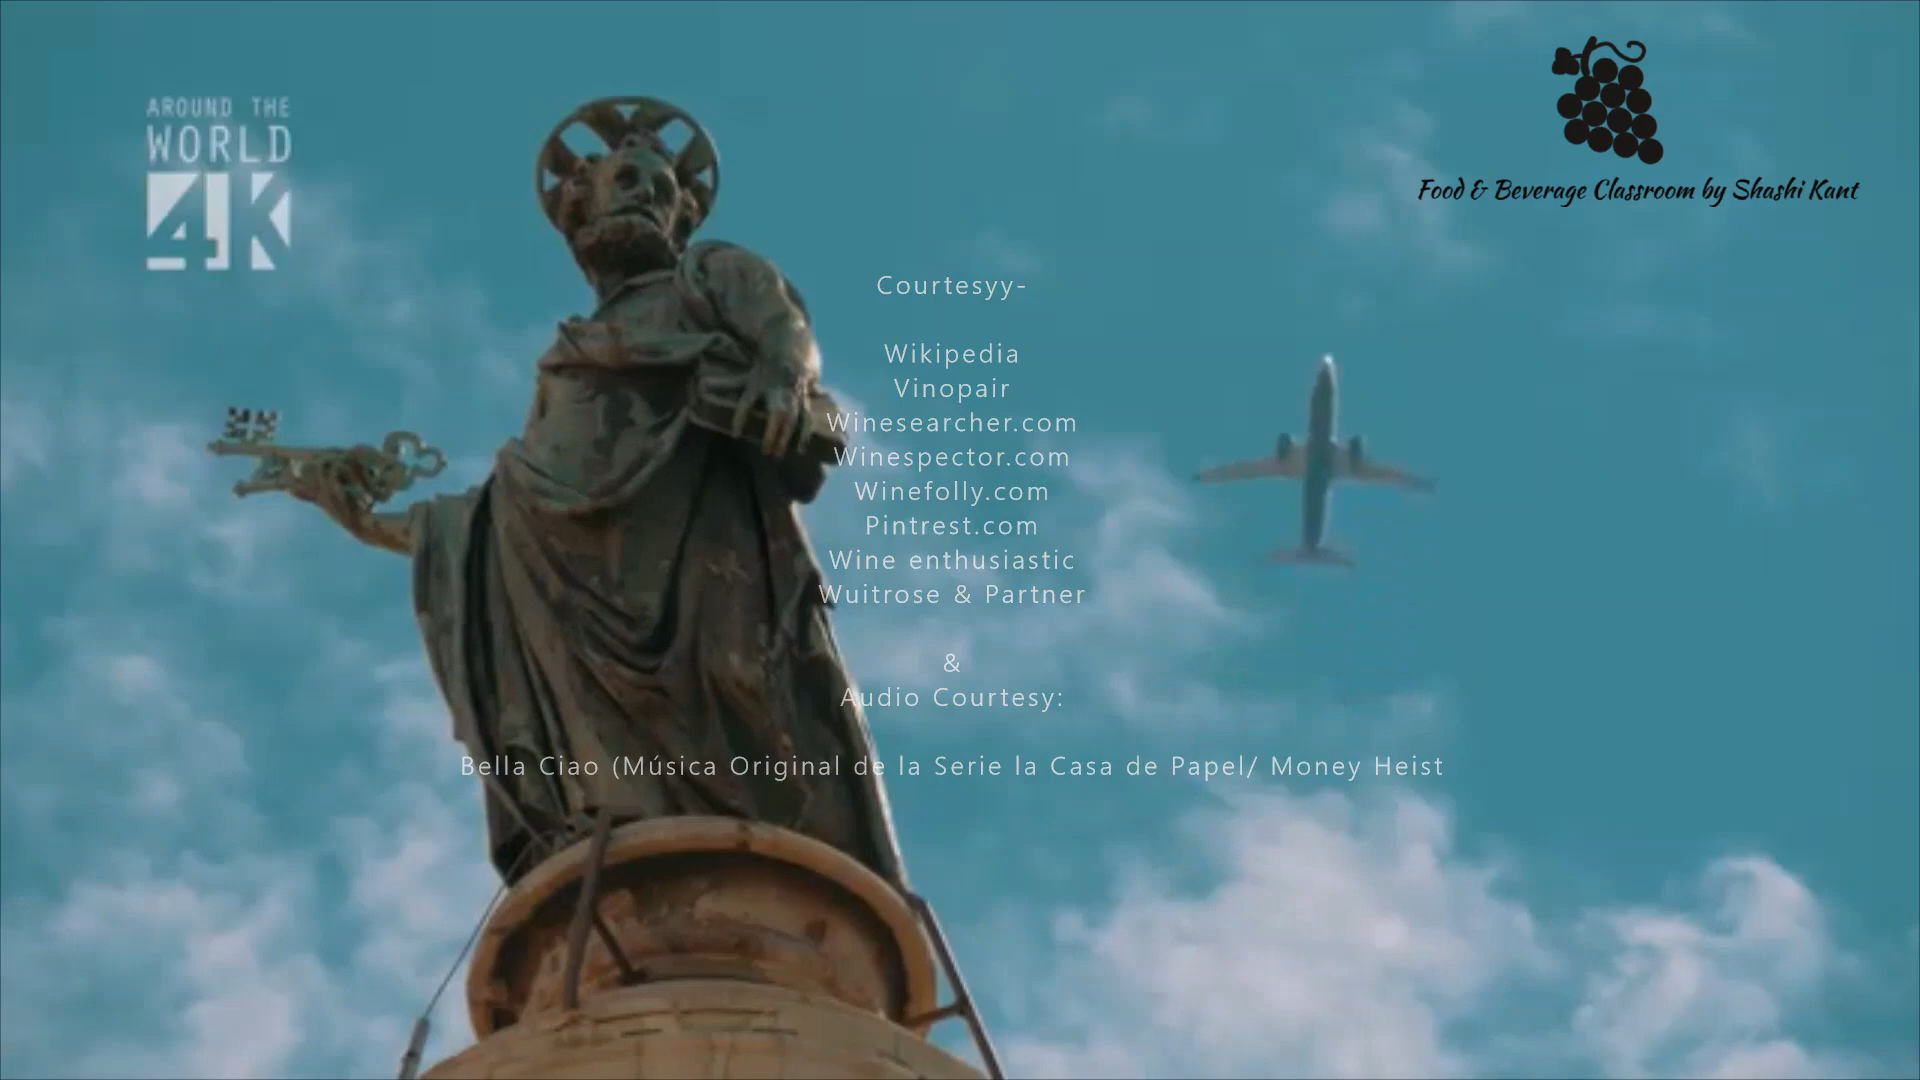 AROUND THE
WORLD
4K
Food & Beverage Classroom by Shashi Kant
Courtesyy-
Wikipedia
Vinopair
Winesearcher.com
Winespector.com
Winefolly.com
Pintrest.com
Wine enthusiastic
Wuitrose & Partner
&
Audio Courtesy:
Bella Ciao (Música Original de la Serie la Casa de Papel/ Money Heist